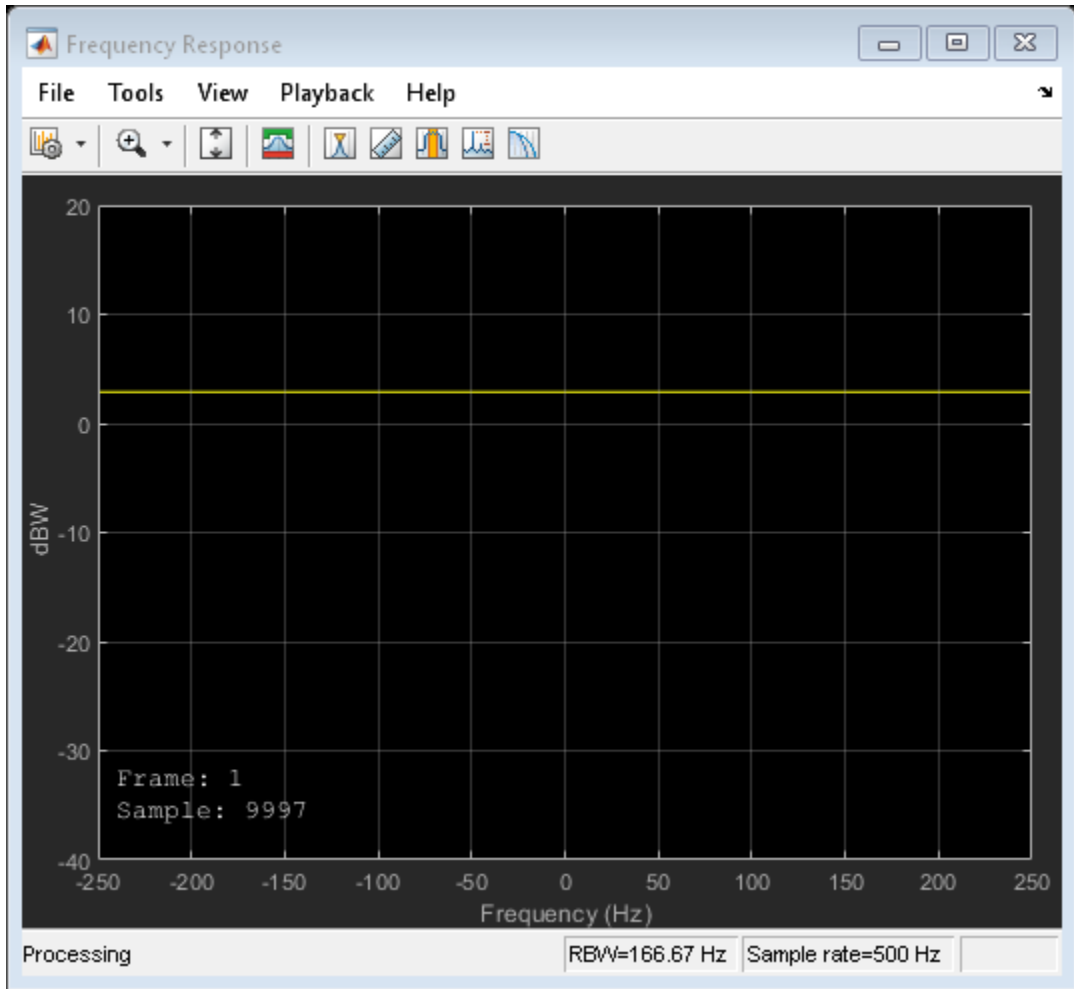 Frequency Response
File Tools View Playback Help
20
10
0
-10
-20
-30
-40
dBW
Frame: 1
Sample: 9997
-250 -200 -150 -100 -50 0 50 100 150 200 250
Frequency (Hz)
Processing RBW=166.67 Hz Sample rate=500 Hz